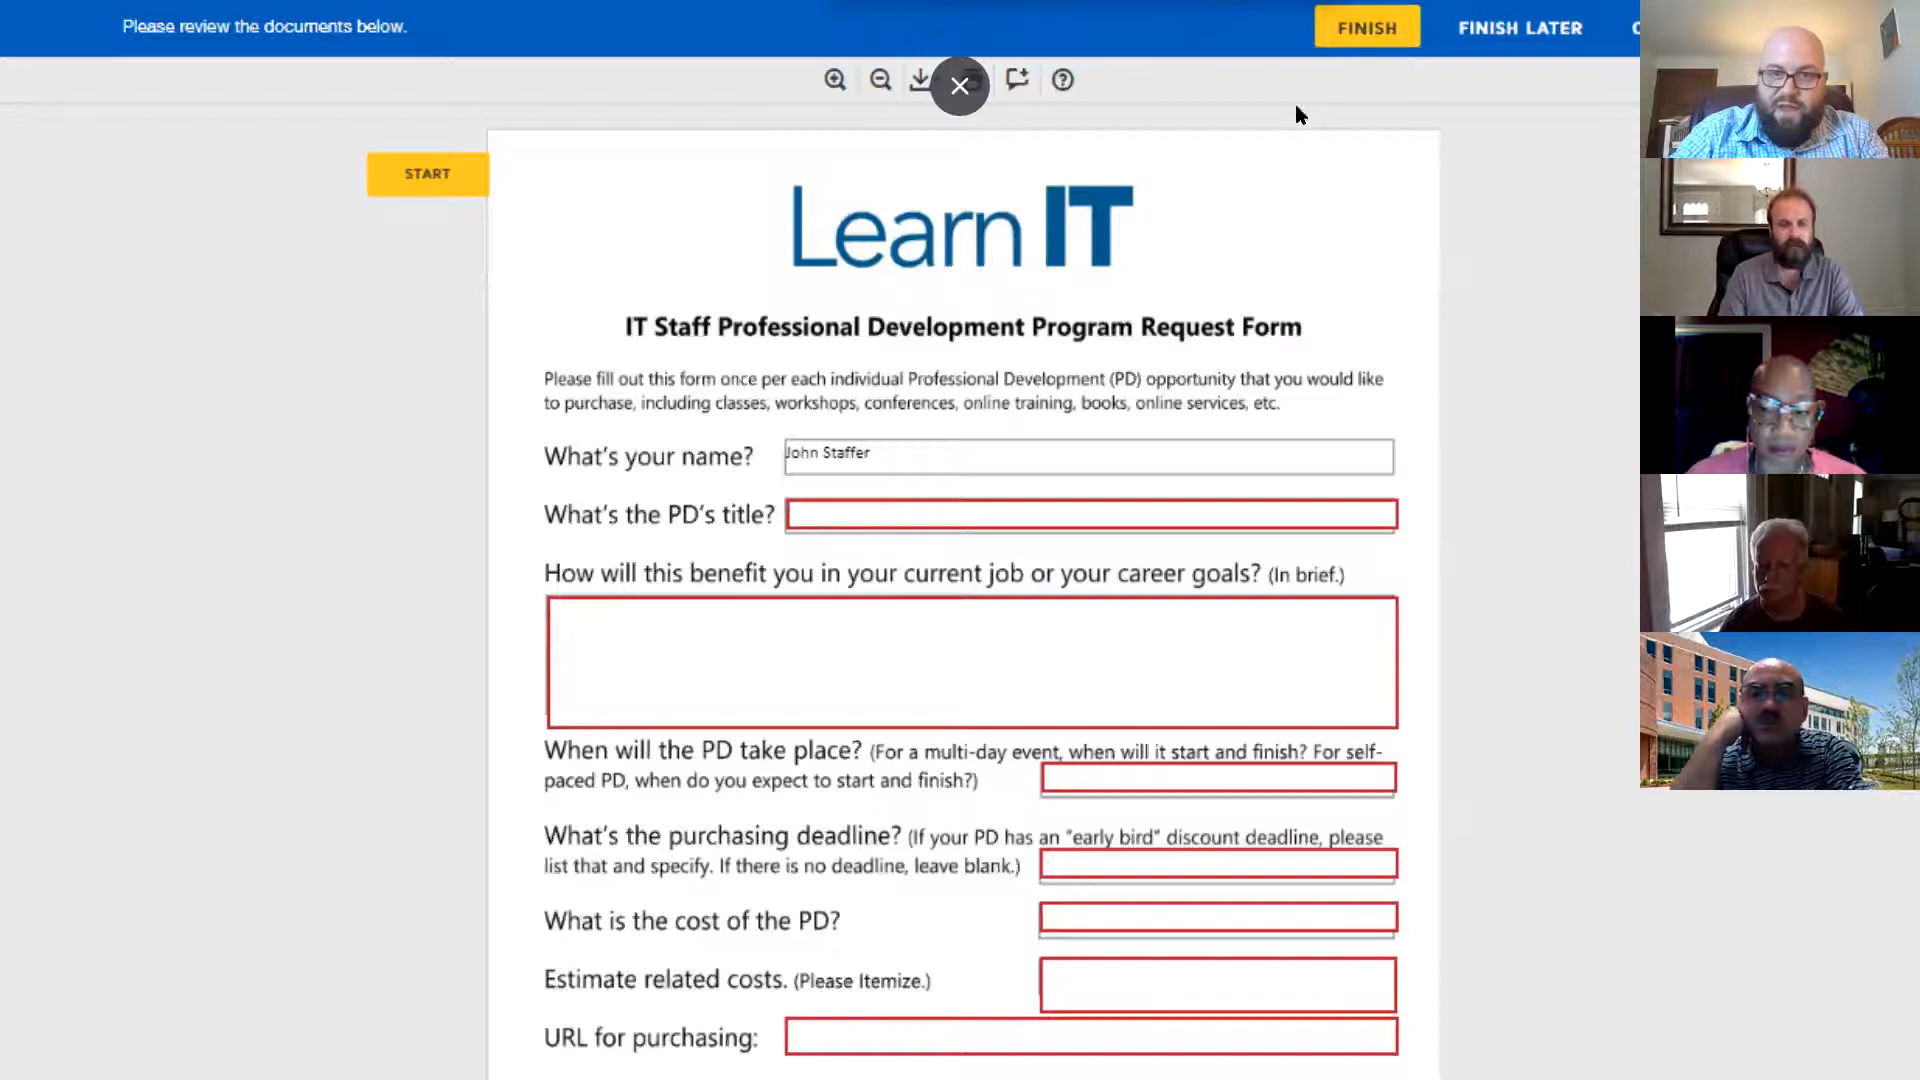 Please review the documents below.
FINISH
FINISH LATER
START
Learn IT
IT Staff Professional Development Program Request Form
Please fill out this form once per each individual Professional Development (PD) opportunity that you would like
to purchase, including classes, workshops, conferences, online training, books, online services, etc.
What's your name?
John Staffer
What's the PD's title?
How will this benefit you in your current job or your career goals? (In brief.)
When will the PD take place? (For a multi-day event, when will it start and finish? For self-
paced PD, when do you expect to start and finish?)
What's the purchasing deadline? (If your PD has an "early bird" discount deadline, please
list that and specify. If there is no deadline, leave blank.)
What is the cost of the PD?
Estimate related costs. (Please Itemize.)
URL for purchasing: